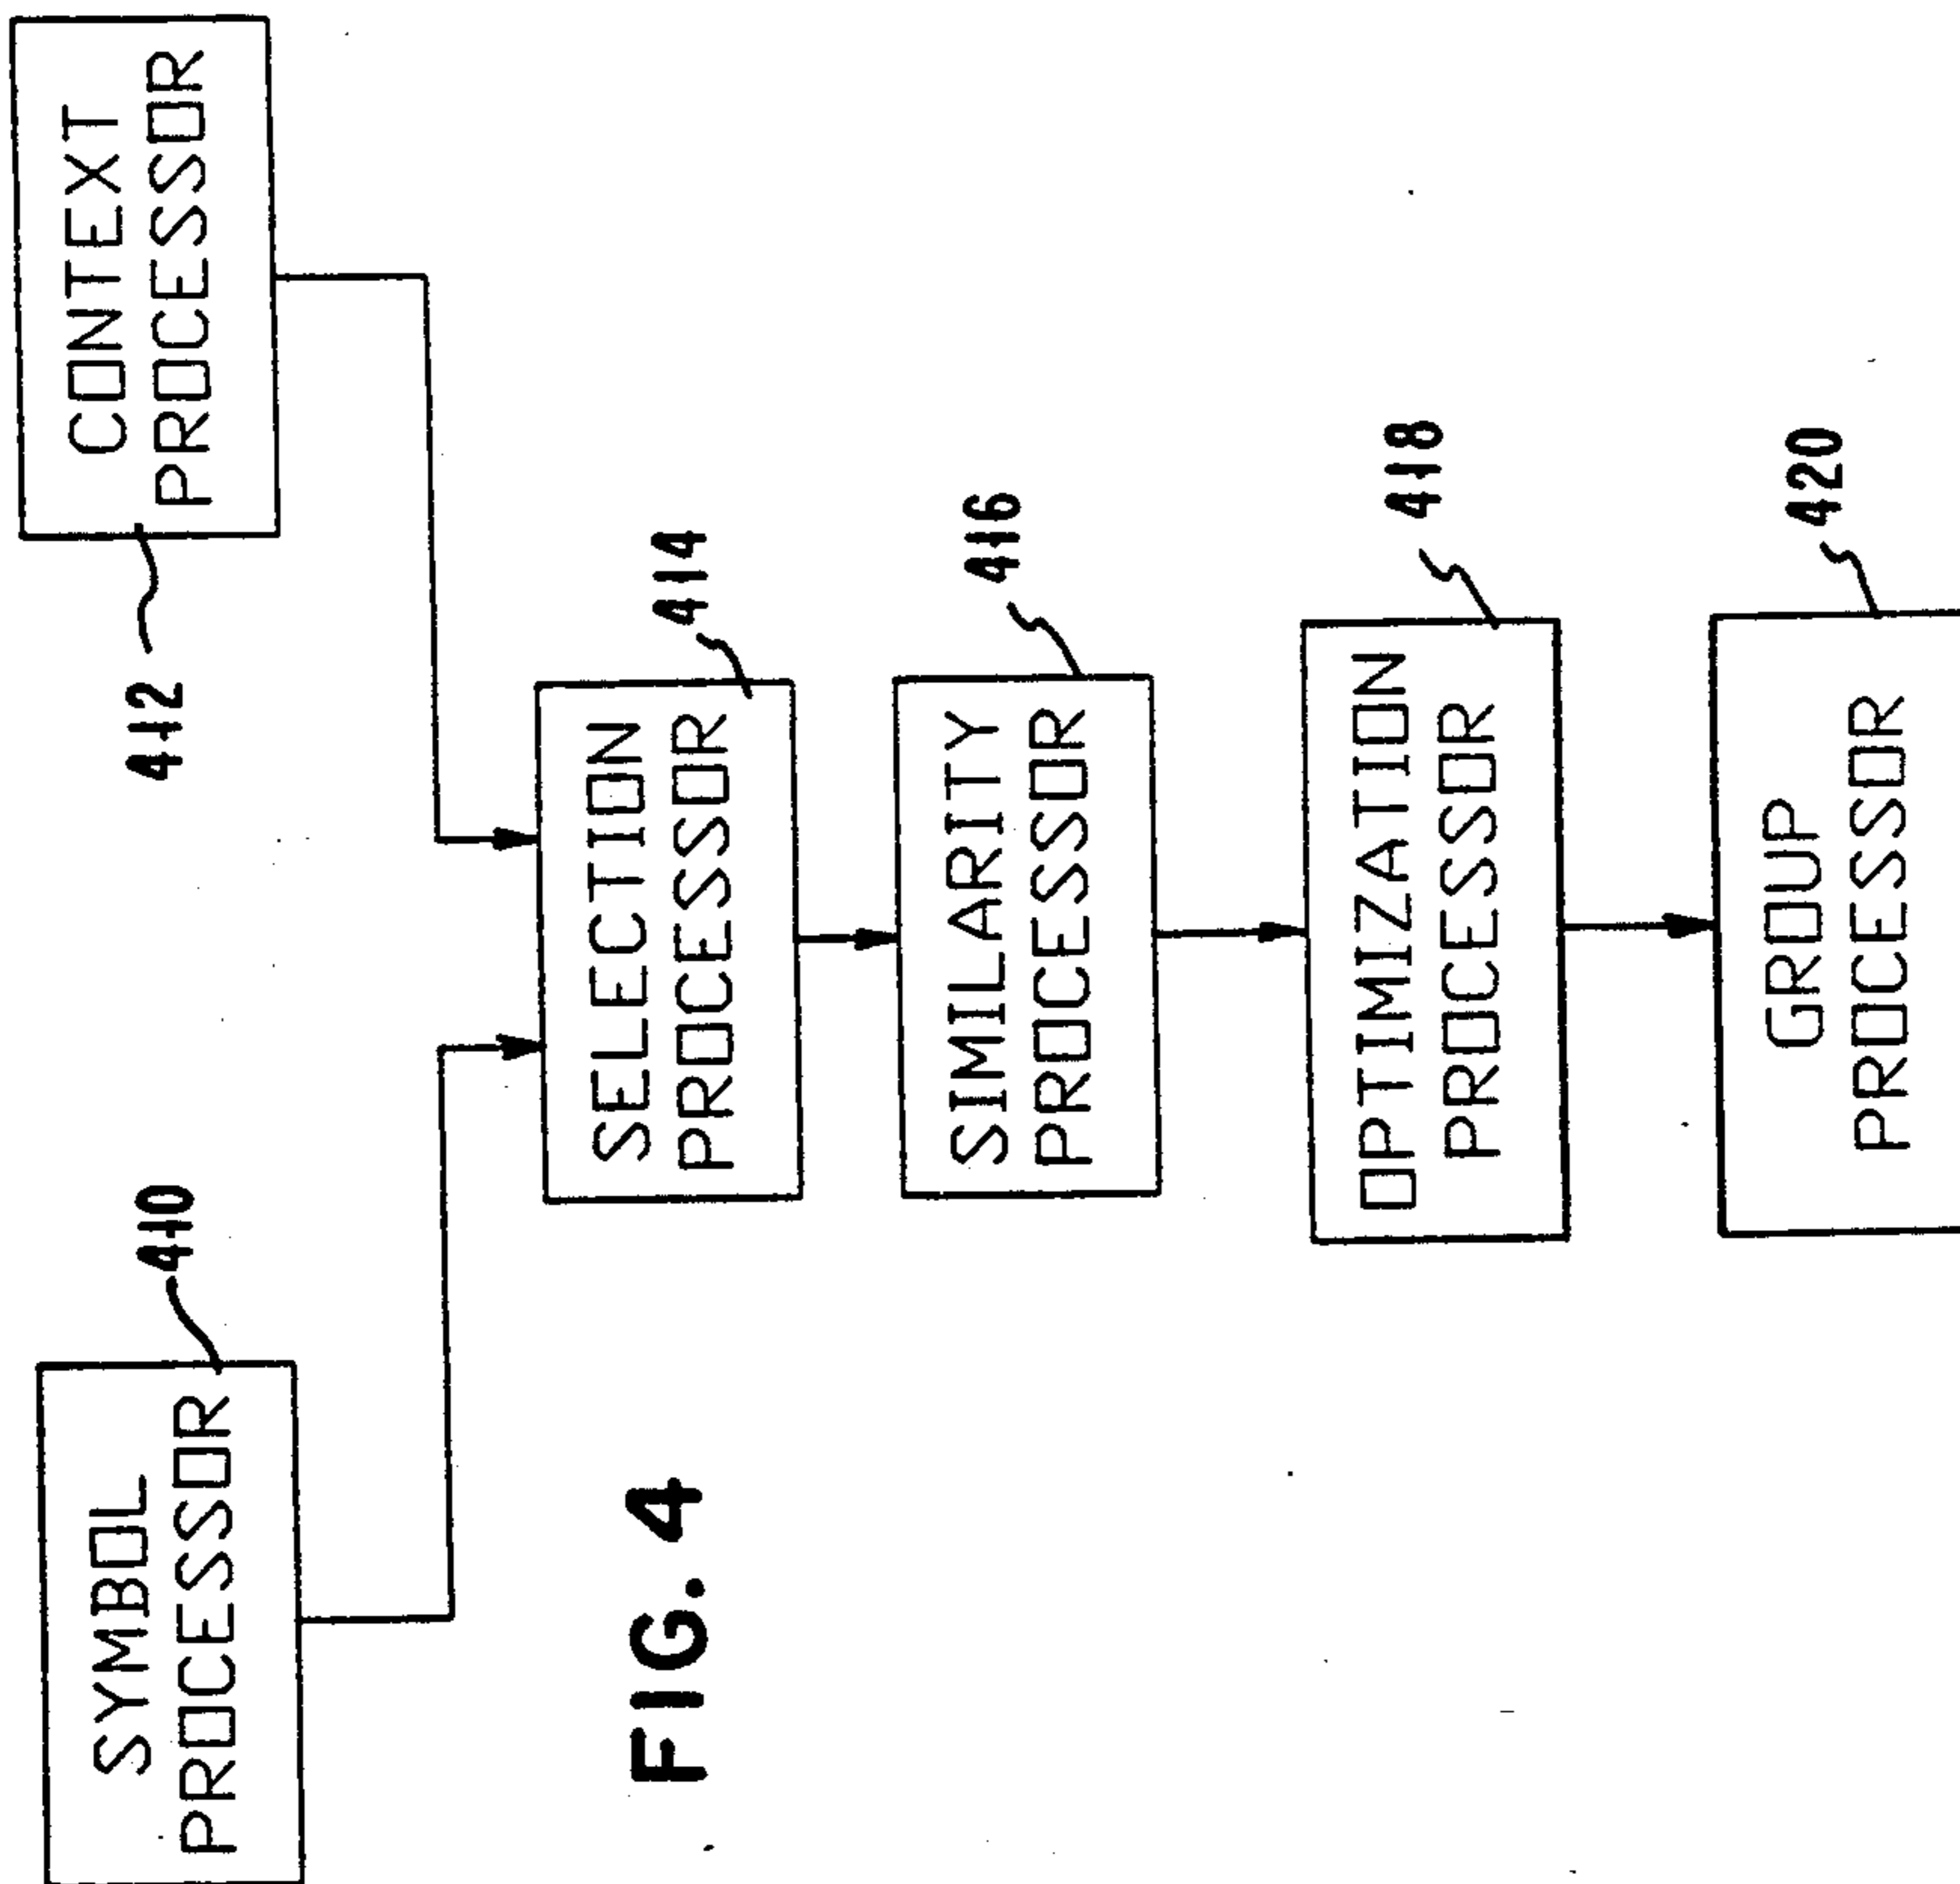 CONTEXT
PROCESSOR
412
SYMBOL
PROCESSOR
410
SELECTION
PROCESSOR
414
SIMILARITY
PROCESSOR
416
OPTIMIZATION
PROCESSOR
418
GROUP
PROCESSOR
420
FIG. 4